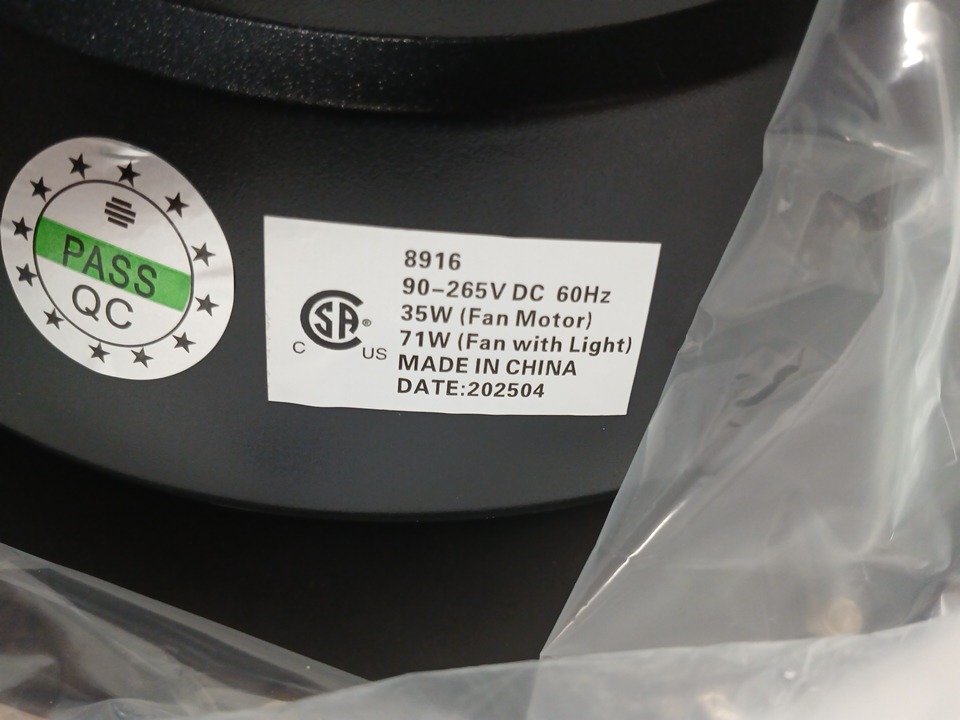 PASS
QC
CSA®
C US
8916
90-265V DC 60Hz
35W (Fan Motor)
71W (Fan with Light)
MADE IN CHINA
DATE:202504